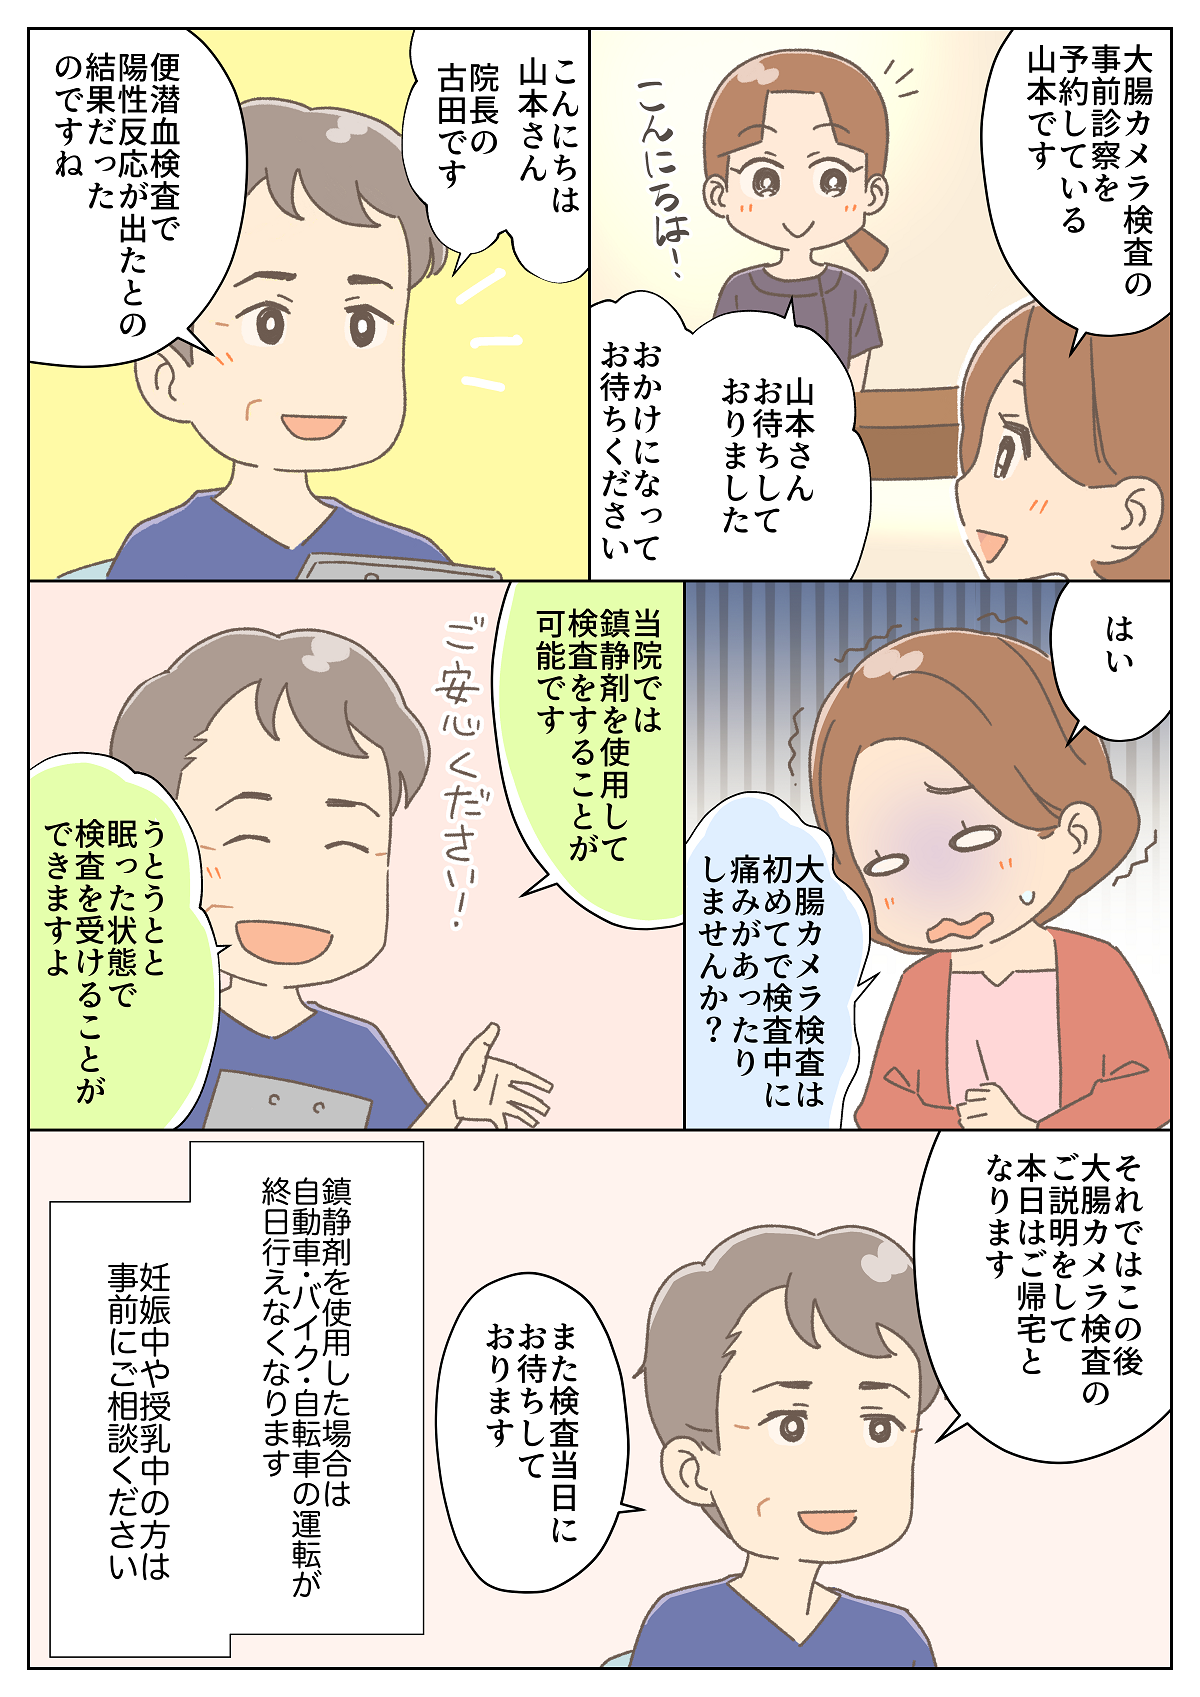 大腸カメラ検査の
事前診察を
予約している
山本です
こんにちはー、
山本さん
お待ちして
おりました
おかけになって
お待ちください
こんにちは
山本さん
院長の
古田です
便潜血検査で
陽性反応が出たとの
結果だった
のですね
はい
大腸カメラ検査は
初めてで検査中に
痛みがあったり
しませんか？
当院では
鎮静剤を使用して
検査をすることが
可能です
ご安心ください！
うとうとと
眠った状態で
検査を受けることが
できますよ
それではこの後
大腸カメラ検査の
ご説明をして
本日はご帰宅と
なります
また検査当日に
お待ちして
おります
鎮静剤を使用した場合は
自動車・バイク・自転車の運転が
終日行えなくなります
妊娠中や授乳中の方は
事前にご相談ください